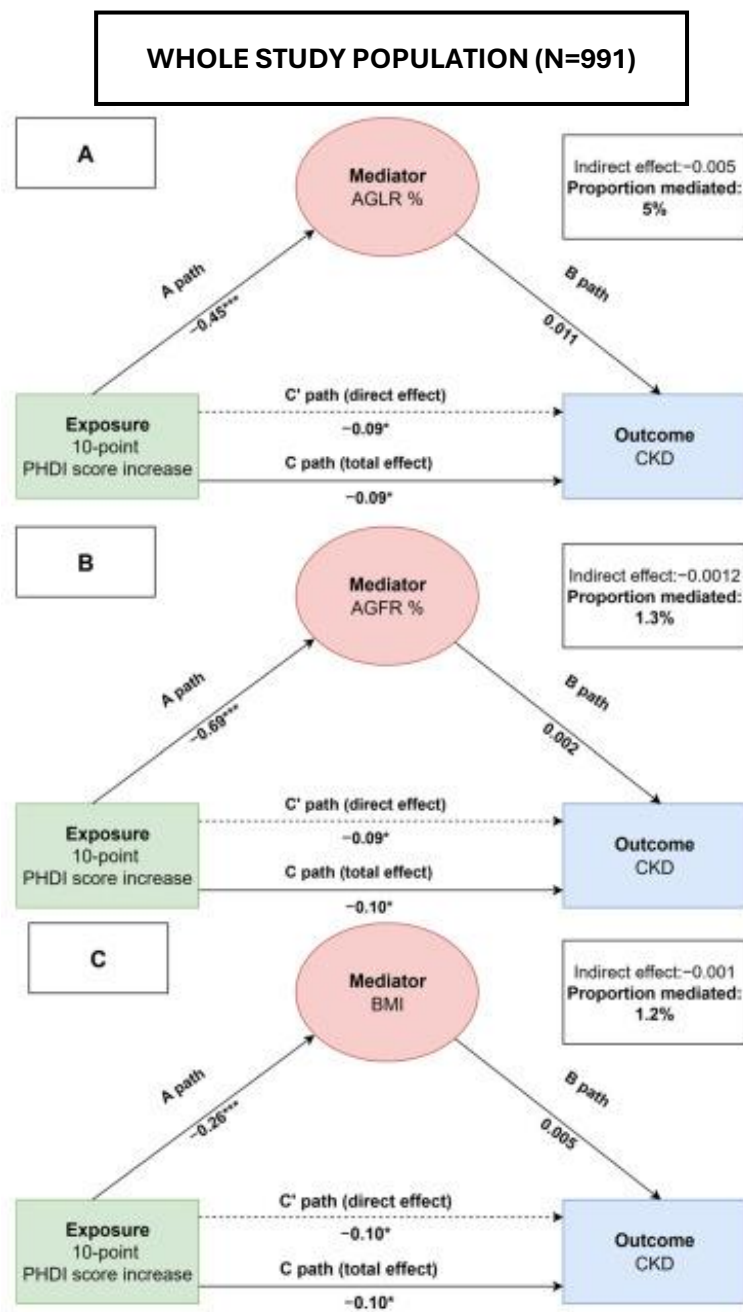 WHOLE STUDY POPULATION (N=991)
A
Mediator
AGLR %
Indirect effect:−0.005
Proportion mediated:
5%
A path
−0.45***
B path
0.011
Exposure
10-point
PHDI score increase
C' path (direct effect)
−0.09*
C path (total effect)
−0.09*
Outcome
CKD
B
Mediator
AGFR %
Indirect effect:−0.0012
Proportion mediated:
1.3%
A path
−0.69***
B path
0.002
Exposure
10-point
PHDI score increase
C' path (direct effect)
−0.09*
C path (total effect)
−0.10*
Outcome
CKD
C
Mediator
BMI
Indirect effect:−0.001
Proportion mediated:
1.2%
A path
−0.26***
B path
0.005
Exposure
10-point
PHDI score increase
C' path (direct effect)
−0.10*
C path (total effect)
−0.10*
Outcome
CKD